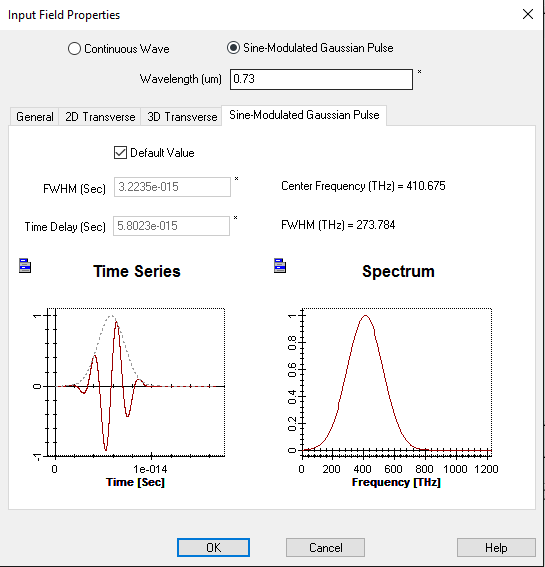 Input Field Properties
Continuous Wave
Sine-Modulated Gaussian Pulse
Wavelength (um) 0.73 *
General 2D Transverse 3D Transverse Sine-Modulated Gaussian Pulse
Default Value
FWHM (Sec) 3.2235e-015 * Center Frequency (THz) = 410.675
Time Delay (Sec) 5.8023e-015 * FWHM (THz) = 273.784
Time Series
1
0
-1
0 1e-014
Time [Sec]
Spectrum
1
0.8
0.6
0.4
0.2
0
0 200 400 600 800 1000 1200
Frequency [THz]
OK Cancel Help